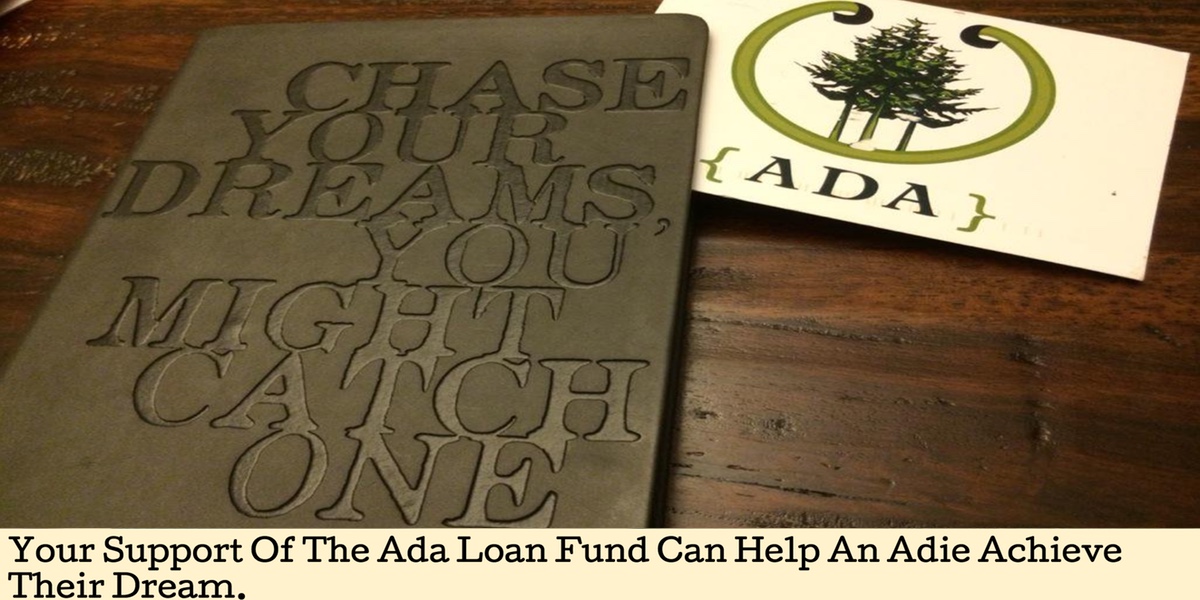 CHASE
YOUR
DREAMS,
YOU
MIGHT
CATCH
ONE
{ADA}
Your Support Of The Ada Loan Fund Can Help An Adie Achieve
Their Dream.